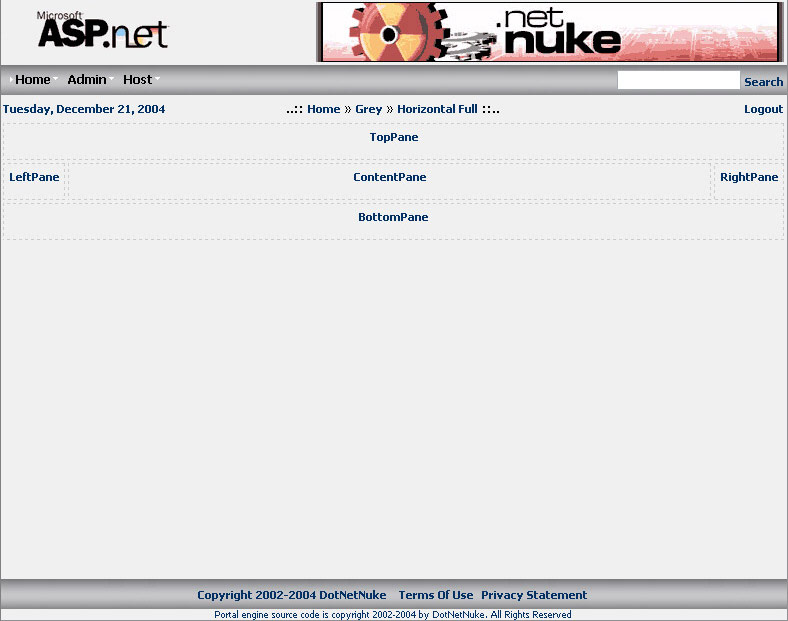 Microsoft
ASP.net
.net
nuke
Home Admin Host Search
Tuesday, December 21, 2004 ..:: Home » Grey » Horizontal Full ::.. Logout
TopPane
LeftPane ContentPane RightPane
BottomPane
Copyright 2002-2004 DotNetNuke Terms Of Use Privacy Statement
Portal engine source code is copyright 2002-2004 by DotNetNuke. All Rights Reserved